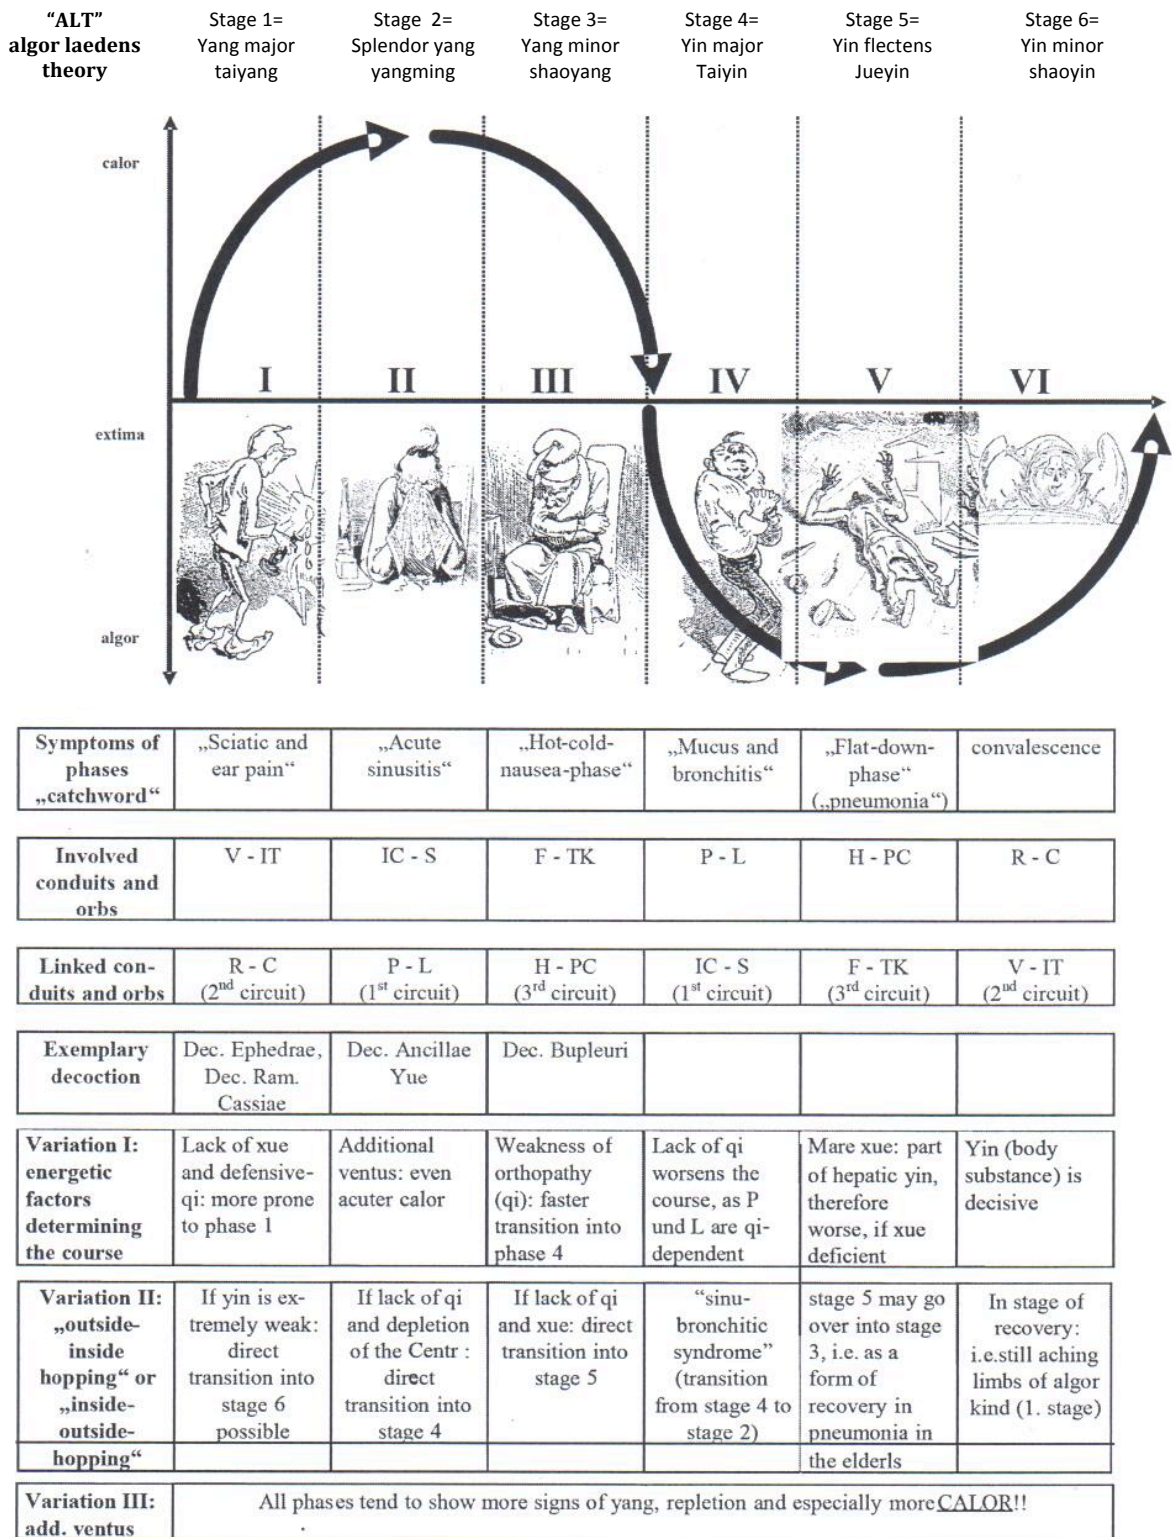 “ALT”
algor laedens
theory
Stage 1=
Yang major
taiyang
Stage 2=
Splendor yang
yangming
Stage 3=
Yang minor
shaoyang
Stage 4=
Yin major
Taiyin
Stage 5=
Yin flectens
Jueyin
Stage 6=
Yin minor
shaoyin
calor
I II III IV V VI
extima
algor
Symptoms of
phases
„catchword“
„Sciatic and
ear pain“
„Acute
sinusitis“
„Hot-cold-
nausea-phase“
„Mucus and
bronchitis“
„Flat-down-
phase“
(„pneumonia“)
convalescence
Involved
conduits and
orbs
V - IT
IC - S
F - TK
P - L
H - PC
R - C
Linked con-
duits and orbs
R - C
(2nd circuit)
P - L
(1st circuit)
H - PC
(3rd circuit)
IC - S
(1st circuit)
F - TK
(3rd circuit)
V - IT
(2nd circuit)
Exemplary
decoction
Dec. Ephedrae,
Dec. Ram.
Cassiae
Dec. Ancillae
Yue
Dec. Bupleuri
Variation I:
energetic
factors
determining
the course
Lack of xue
and defensive-
qi: more prone
to phase 1
Additional
ventus: even
acuter calor
Weakness of
orthopathy
(qi): faster
transition into
phase 4
Lack of qi
worsens the
course, as P
und L are qi-
dependent
Mare xue: part
of hepatic yin,
therefore
worse, if xue
deficient
Yin (body
substance) is
decisive
Variation II:
„outside-
inside
hopping“ or
„inside-
outside-
hopping“
If yin is ex-
tremely weak:
direct
transition into
stage 6
possible
If lack of qi
and depletion
of the Centr :
direct
transition into
stage 4
If lack of qi
and xue: direct
transition into
stage 5
“sinu-
bronchitic
syndrome”
(transition
from stage 4 to
stage 2)
stage 5 may go
over into stage
3, i.e. as a
form of
recovery in
pneumonia in
the elderls
In stage of
recovery:
i.e.still aching
limbs of algor
kind (1. stage)
Variation III:
add. ventus
All phases tend to show more signs of yang, repletion and especially more CALOR!!